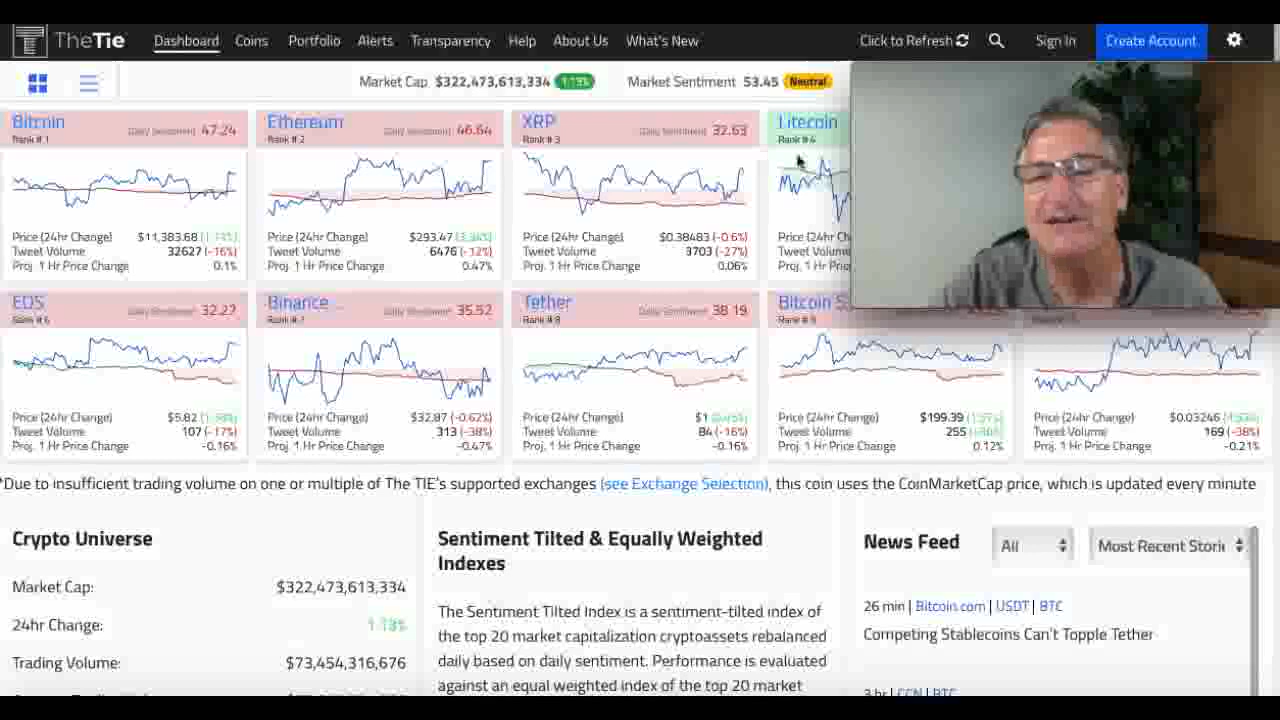 TheTie Dashboard Coins Portfolio Alerts Transparency Help About Us What's New Click to Refresh Sign In Create Account
Market Cap $322,473,613,334 1.13% Market Sentiment 53.45 Neutral
Bitcoin Daily Sentiment 47.24
Rank # 1
Price (24hr Change) $11,383.68
Tweet Volume 32627 (-16%)
Proj. 1 Hr Price Change 0.1%
Ethereum Daily Sentiment 46.64
Rank # 2
Price (24hr Change) $293.47
Tweet Volume 6476 (-12%)
Proj. 1 Hr Price Change 0.47%
XRP Daily Sentiment 32.63
Rank # 3
Price (24hr Change) $0.38483 (-0.6%)
Tweet Volume 3703 (-27%)
Proj. 1 Hr Price Change 0.06%
Litecoin
Rank # 4
Price (24hr
Tweet Volume
Proj. 1 Hr
EOS Daily Sentiment 32.27
Rank # 6
Price (24hr Change) $5.82
Tweet Volume 107 (-17%)
Proj. 1 Hr Price Change -0.16%
Binance Daily Sentiment 35.52
Rank # 7
Price (24hr Change) $32.87 (-0.62%)
Tweet Volume 313 (-38%)
Proj. 1 Hr Price Change -0.47%
Tether Daily Sentiment 38.19
Rank # 8
Price (24hr Change) $1
Tweet Volume 84 (-16%)
Proj. 1 Hr Price Change -0.16%
Bitcoin
Rank # 9
Price (24hr Change) $199.39
Tweet Volume 255
Proj. 1 Hr Price Change 0.12%
Price (24hr Change) $0.03246
Tweet Volume 169 (-38%)
Proj. 1 Hr Price Change -0.21%
*Due to insufficient trading volume on one or multiple of The TIE's supported exchanges (see Exchange Selection), this coin uses the CoinMarketCap price, which is updated every minute
Crypto Universe
Market Cap: $322,473,613,334
24hr Change: 1.13%
Trading Volume: $73,454,316,676
Sentiment Tilted & Equally Weighted
Indexes
The Sentiment Tilted Index is a sentiment-tilted index of
the top 20 market capitalization cryptoassets rebalanced
daily based on daily sentiment. Performance is evaluated
against an equal weighted index of the top 20 market
News Feed All Most Recent Stori
26 min | Bitcoin.com | USDT | BTC
Competing Stablecoins Can't Topple Tether
3 hr | CCN | BTC